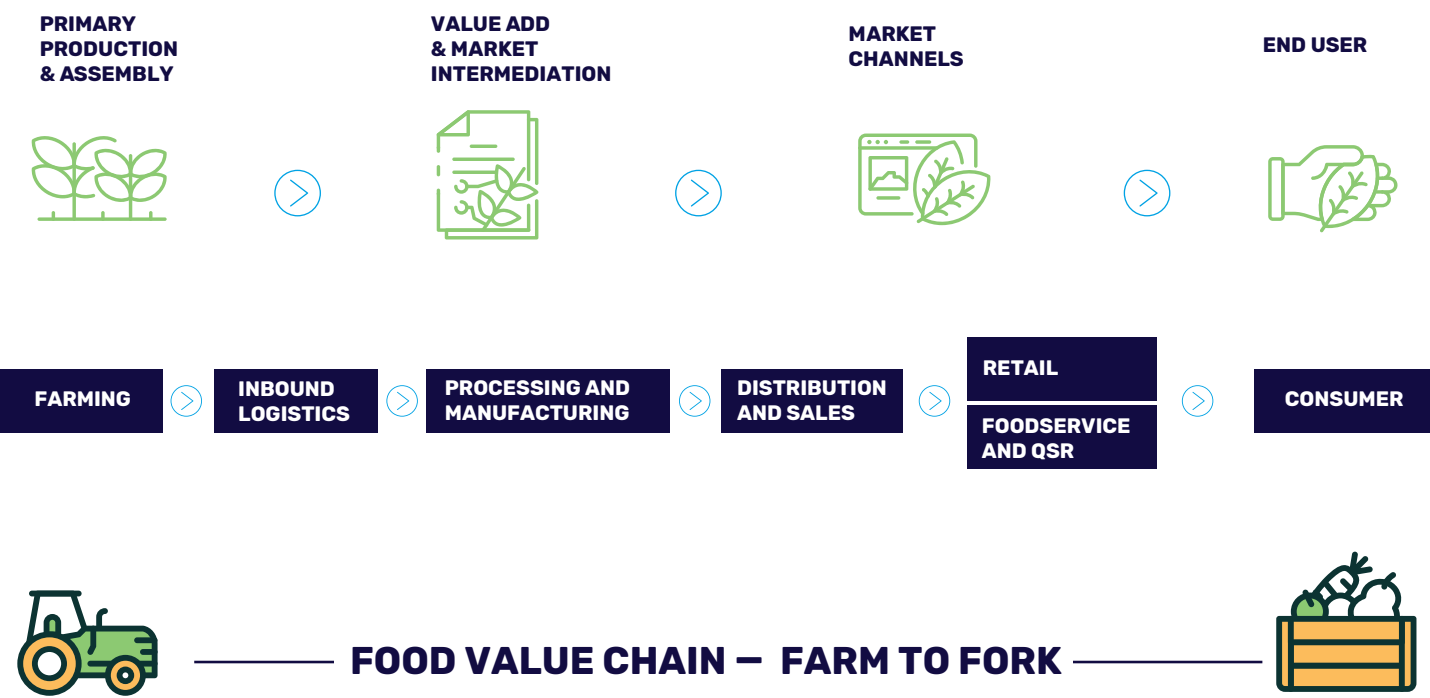 PRIMARY
PRODUCTION
& ASSEMBLY
VALUE ADD
& MARKET
INTERMEDIATION
MARKET
CHANNELS
END USER
FARMING
INBOUND
LOGISTICS
PROCESSING AND
MANUFACTURING
DISTRIBUTION
AND SALES
RETAIL
FOODSERVICE
AND QSR
CONSUMER
FOOD VALUE CHAIN – FARM TO FORK